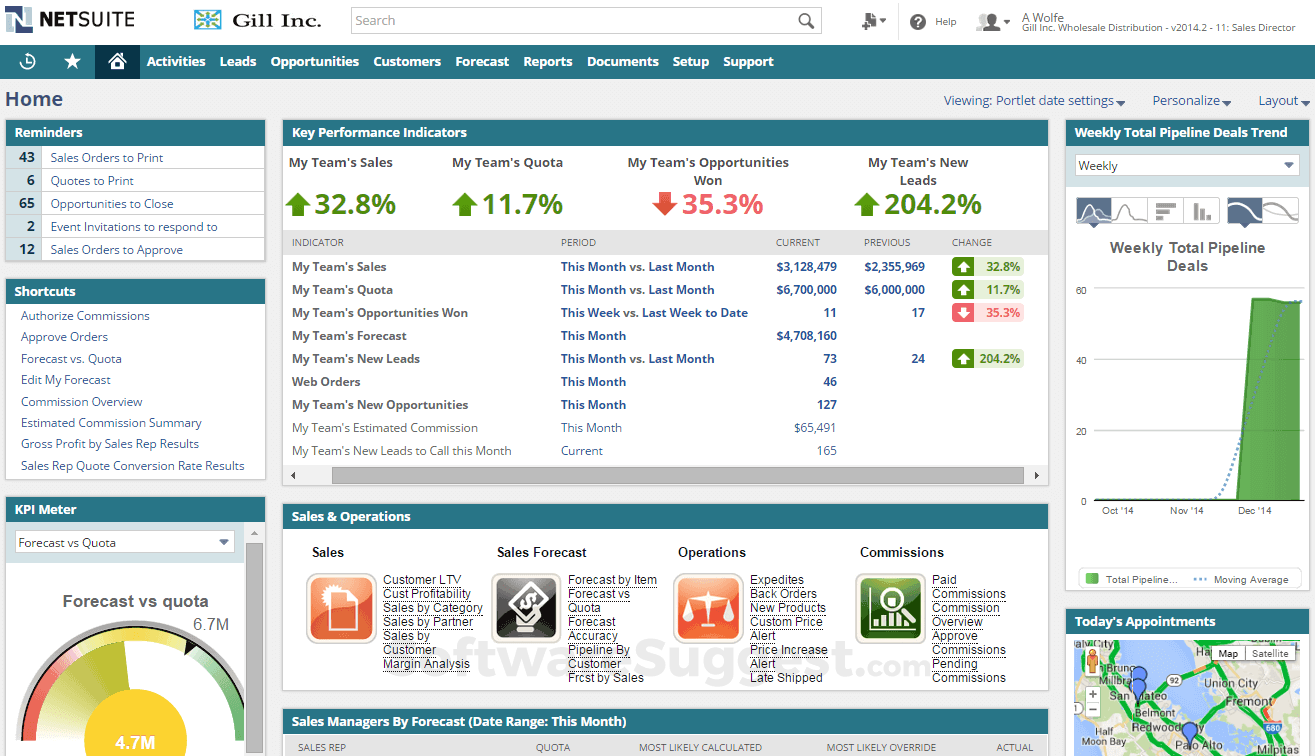 NETSUITE
Gill Inc.
Search
Help
A Wolfe
Gill Inc. Wholesale Distribution - v2014.2 - 11: Sales Director
Activities Leads Opportunities Customers Forecast Reports Documents Setup Support
Home
Viewing: Portlet date settings Personalize Layout
Reminders
43 Sales Orders to Print
6 Quotes to Print
65 Opportunities to Close
2 Event Invitations to respond to
12 Sales Orders to Approve
Shortcuts
Authorize Commissions
Approve Orders
Forecast vs. Quota
Edit My Forecast
Commission Overview
Estimated Commission Summary
Gross Profit by Sales Rep Results
Sales Rep Quote Conversion Rate Results
KPI Meter
Forecast vs Quota
Forecast vs quota
6.7M
4.7M
Key Performance Indicators
My Team's Sales
32.8%
My Team's Quota
11.7%
My Team's Opportunities
Won
35.3%
My Team's New
Leads
204.2%
INDICATOR PERIOD CURRENT PREVIOUS CHANGE
My Team's Sales This Month vs. Last Month $3,128,479 $2,355,969 32.8%
My Team's Quota This Month vs. Last Month $6,700,000 $6,000,000 11.7%
My Team's Opportunities Won This Week vs. Last Week to Date 11 17 35.3%
My Team's Forecast This Month $4,708,160
My Team's New Leads This Month vs. Last Month 73 24 204.2%
Web Orders This Month 46
My Team's New Opportunities This Month 127
My Team's Estimated Commission This Month $65,491
My Team's New Leads to Call this Month Current 165
Sales & Operations
Sales
Customer LTV
Cust Profitability
Sales by Category
Sales by Partner
Sales by
Customer
Margin Analysis
Sales Forecast
Forecast by Item
Forecast vs
Quota
Forecast
Accuracy
Pipeline By
Customer
Frcst by Sales
Operations
Expedites
Back Orders
New Products
Custom Price
Alert
Price Increase
Alert
Late Shipped
Commissions
Paid
Commissions
Commission
Overview
Approve
Commissions
Pending
Commissions
SoftwareSuggest.com
Sales Managers By Forecast (Date Range: This Month)
SALES REP QUOTA MOST LIKELY CALCULATED MOST LIKELY OVERRIDE ACTUAL
Weekly Total Pipeline Deals Trend
Weekly
Weekly Total Pipeline
Deals
60
40
20
0
Oct '14 Nov '14 Dec '14
Total Pipeline... Moving Average
Today's Appointments
Map Satellite
92
Union City
San Mateo
Fremont
Belmont
680
Half
Moon Bay
Redwood
Palo Alto
Milpitas
+
−